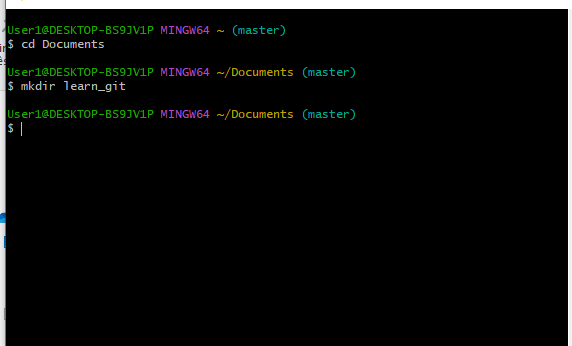 User1@DESKTOP-BS9JV1P MINGW64 ~ (master)
$ cd Documents
User1@DESKTOP-BS9JV1P MINGW64 ~/Documents (master)
$ mkdir learn_git
User1@DESKTOP-BS9JV1P MINGW64 ~/Documents (master)
$